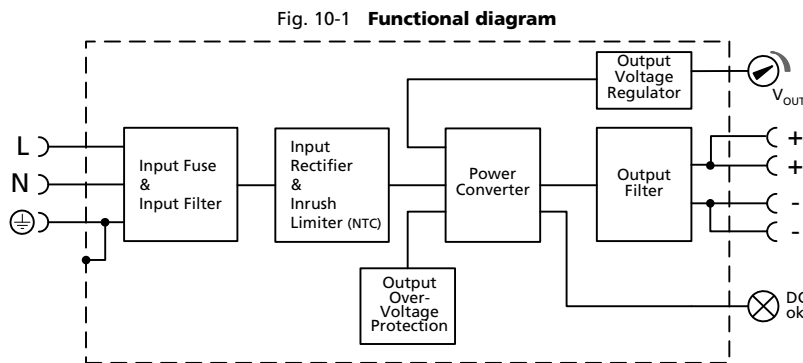 Fig. 10-1 Functional diagram
Output
Voltage
Regulator
VOUT
L
N
Input Fuse
&
Input Filter
Input
Rectifier
&
Inrush
Limiter (NTC)
Power
Converter
Output
Filter
+
+
-
-
Output
Over-
Voltage
Protection
DC
ok